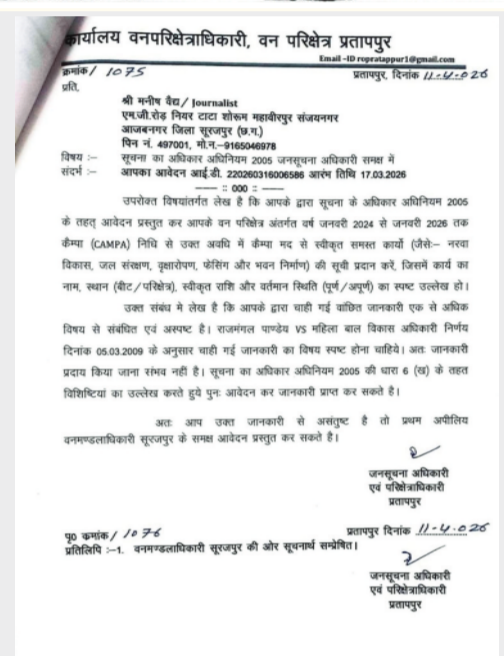 कार्यालय वनपरिक्षेत्राधिकारी, वन परिक्षेत्र प्रतापपुर
Email -ID ropratappur1@gmail.com
क्रमांक/ 1075 प्रतापपुर, दिनांक 11-4-026
प्रति,
श्री मनीष वैद्य/ Journalist
एम.जी.रोड़ नियर टाटा शोरूम महावीरपुर संजयनगर
आजबनगर जिला सूरजपुर (छ.ग.)
पिन नं. 497001, मो.न.–9165046978
विषय :– सूचना का अधिकार अधिनियम 2005 जनसूचना अधिकारी समक्ष में
संदर्भ :– आपका आवेदन आई.डी. 220260316006586 आरंभ तिथि 17.03.2026
—— :: 000 :: ——
उपरोक्त विषयांतर्गत लेख है कि आपके द्वारा सूचना के अधिकार अधिनियम 2005
के तहत् आवेदन प्रस्तुत कर आपके वन परिक्षेत्र अंतर्गत वर्ष जनवरी 2024 से जनवरी 2026 तक
कैम्पा (CAMPA) निधि से उक्त अवधि में कैम्पा मद से स्वीकृत समस्त कार्यो (जैसेः– नरवा
विकास, जल संरक्षण, वृक्षारोपण, फेंसिंग और भवन निर्माण) की सूची प्रदान करें, जिसमें कार्य का
नाम, स्थान (बीट/परिक्षेत्र), स्वीकृत राशि और वर्तमान स्थिति (पूर्ण/अपूर्ण) का स्पष्ट उल्लेख हो।
उक्त संबंध मे लेख है कि आपके द्वारा चाही गई वांछित जानकारी एक से अधिक
विषय से संबंधित एवं अस्पष्ट है। राजमंगल पाण्डेय VS महिला बाल विकास अधिकारी निर्णय
दिनांक 05.03.2009 के अनुसार चाही गई जानकारी का विषय स्पष्ट होना चाहिये। अतः जानकारी
प्रदाय किया जाना संभव नहीं है। सूचना का अधिकार अधिनियम 2005 की धारा 6 (ख) के तहत
विशिष्टियां का उल्लेख करते हुये पुनः आवेदन कर जानकारी प्राप्त कर सकते है।
अतः आप उक्त जानकारी से असंतुष्ट है तो प्रथम अपीलिय
वनमण्डलाधिकारी सूरजपुर के समक्ष आवेदन प्रस्तुत कर सकते है।
जनसूचना अधिकारी
एवं परिक्षेत्राधिकारी
प्रतापपुर
पृ0 क्रमांक/ 1076 प्रतापपुर दिनांक 11-4-026
प्रतिलिपि :–1. वनमण्डलाधिकारी सूरजपुर की ओर सूचनार्थ सम्प्रेषित।
जनसूचना अधिकारी
एवं परिक्षेत्राधिकारी
प्रतापपुर